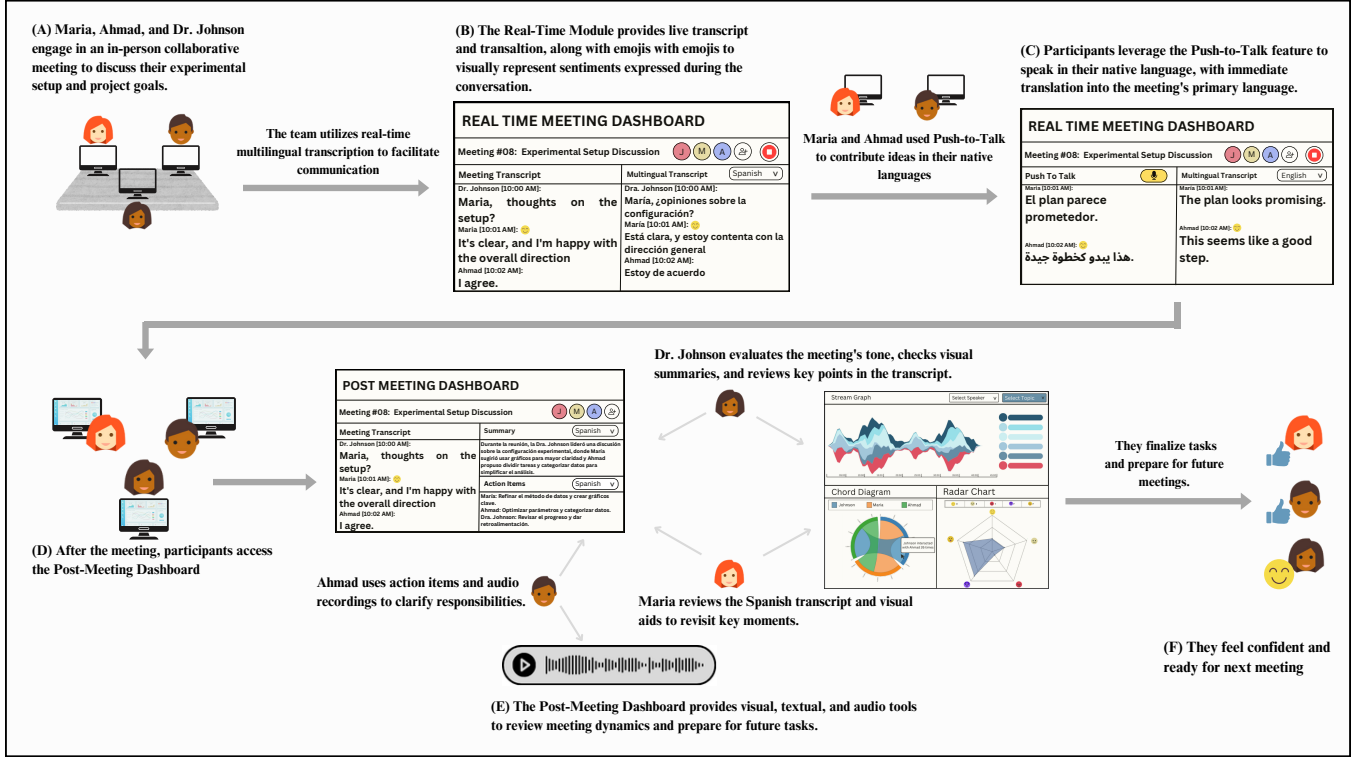 (A) Maria, Ahmad, and Dr. Johnson
engage in an in-person collaborative
meeting to discuss their experimental
setup and project goals.
The team utilizes real-time
multilingual transcription to facilitate
communication
(B) The Real-Time Module provides live transcript
and transaltion, along with emojis with emojis to
visually represent sentiments expressed during the
conversation.
REAL TIME MEETING DASHBOARD
Meeting #08: Experimental Setup Discussion
J M A
Meeting Transcript
Dr. Johnson [10:00 AM]:
Maria, thoughts on the
setup?
Maria [10:01 AM]:
It's clear, and I'm happy with
the overall direction
Ahmad [10:02 AM]:
I agree.
Multingual Transcript
Spanish v
Dra. Johnson [10:00 AM]:
María, ¿opiniones sobre la
configuración?
María [10:01 AM]:
Está clara, y estoy contenta con la
dirección general
Ahmad [10:02 AM]:
Estoy de acuerdo
Maria and Ahmad used Push-to-Talk
to contribute ideas in their native
languages
(C) Participants leverage the Push-to-Talk feature to
speak in their native language, with immediate
translation into the meeting's primary language.
REAL TIME MEETING DASHBOARD
Meeting #08: Experimental Setup Discussion
J M A
Push To Talk
Maria [10:01 AM]:
El plan parece
prometedor.
Ahmad [10:02 AM]:
هذا يبدو كخطوة جيدة.
Multingual Transcript
English v
Maria [10:01 AM]:
The plan looks promising.
Ahmad [10:02 AM]:
This seems like a good
step.
(D) After the meeting, participants access
the Post-Meeting Dashboard
POST MEETING DASHBOARD
Meeting #08: Experimental Setup Discussion
J M A
Meeting Transcript
Dr. Johnson [10:00 AM]:
Maria, thoughts on the
setup?
Maria [10:01 AM]:
It's clear, and I'm happy with
the overall direction
Ahmad [10:02 AM]:
I agree.
Summary
Spanish v
Durante la reunión, la Dra. Johnson lideró una discusión
sobre la configuración experimental, donde María
sugirió usar gráficos para mayor claridad y Ahmad
propuso dividir tareas y categorizar datos para
simplificar el análisis.
Action Items
Spanish v
María: Refinar el método de datos y crear gráficos
clave.
Ahmad: Optimizar parámetros y categorizar datos.
Dra. Johnson: Revisar el progreso y dar
retroalimentación.
Dr. Johnson evaluates the meeting's tone, checks visual
summaries, and reviews key points in the transcript.
Stream Graph
Select Speaker
Select Topic
Chord Diagram
Johnson
Maria
Ahmad
Radar Chart
Ahmad uses action items and audio
recordings to clarify responsibilities.
Maria reviews the Spanish transcript and visual
aids to revisit key moments.
(E) The Post-Meeting Dashboard provides visual, textual, and audio tools
to review meeting dynamics and prepare for future tasks.
They finalize tasks
and prepare for future
meetings.
(F) They feel confident and
ready for next meeting